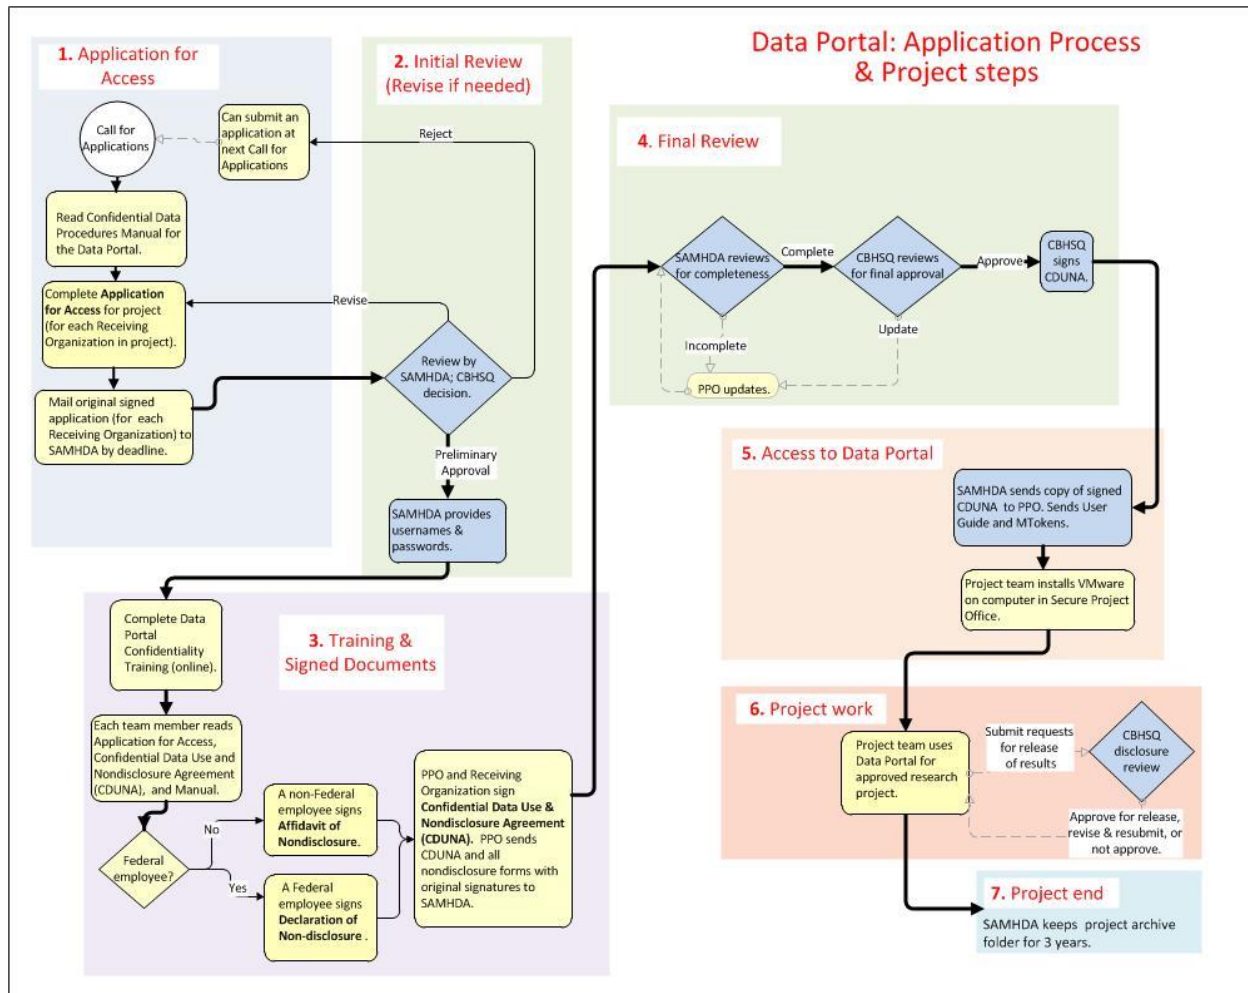 Data Portal: Application Process
& Project steps
1. Application for
Access
Call for
Applications
Can submit an
application at
next Call for
Applications
Read Confidential Data
Procedures Manual for
the Data Portal.
Complete Application
for Access for project
(for each Receiving
Organization in project).
Mail original signed
application (for each
Receiving Organization) to
SAMHDA by deadline.
2. Initial Review
(Revise if needed)
Reject
Revise
Review by
SAMHDA; CBHSQ
decision.
Preliminary
Approval
SAMHDA provides
usernames &
passwords.
3. Training &
Signed Documents
Complete Data
Portal
Confidentiality
Training (online).
Each team member reads
Application for Access,
Confidential Data Use and
Nondisclosure Agreement
(CDUNA), and Manual.
Federal
employee?
No
Yes
A non-Federal
employee signs
Affidavit of
Nondisclosure.
A Federal
employee signs
Declaration of
Non-disclosure .
PPO and Receiving
Organization sign
Confidential Data Use &
Nondisclosure Agreement
(CDUNA). PPO sends
CDUNA and all
nondisclosure forms with
original signatures to
SAMHDA.
4. Final Review
SAMHDA reviews
for completeness
Complete
CBHSQ reviews
for final approval
Approve
CBHSQ
signs
CDUNA.
Incomplete
Update
PPO updates.
5. Access to Data Portal
SAMHDA sends copy of signed
CDUNA to PPO. Sends User
Guide and MTokens.
Project team installs VMware
on computer in Secure Project
Office.
6. Project work
Project team uses
Data Portal for
approved research
project.
Submit requests
for release
of results
CBHSQ
disclosure
review
Approve for release,
revise & resubmit, or
not approve.
7. Project end
SAMHDA keeps project archive
folder for 3 years.